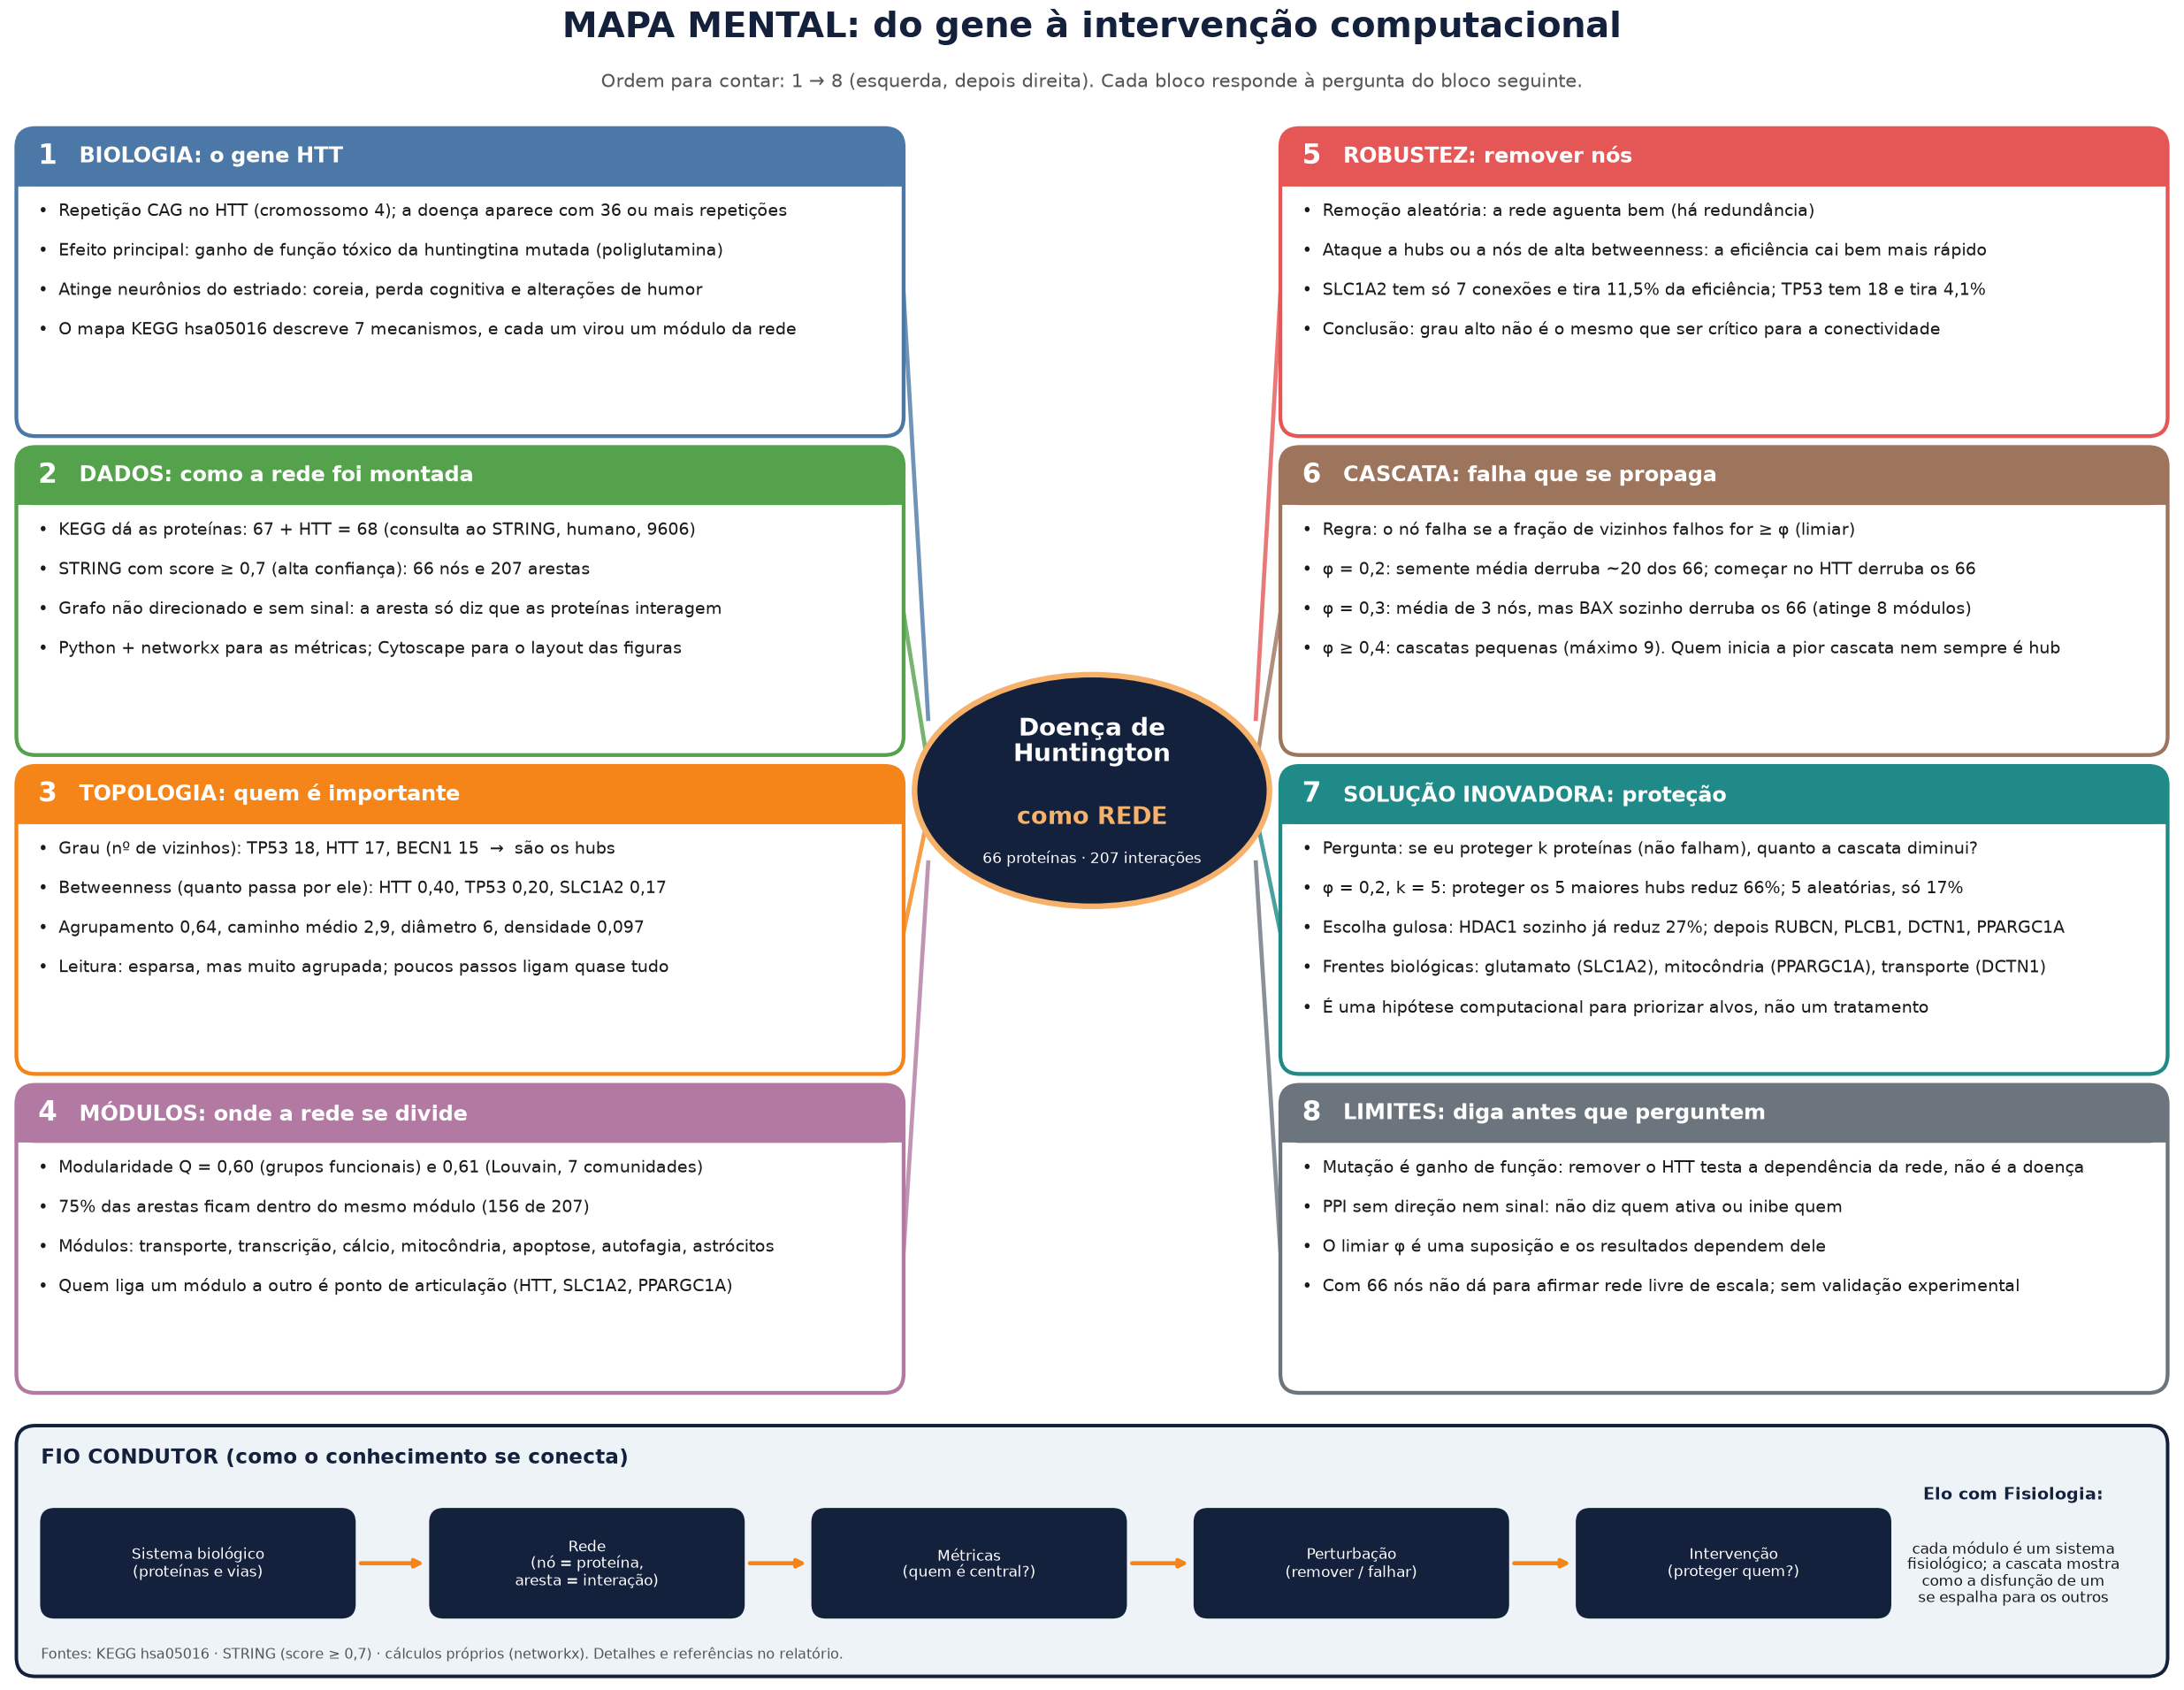 MAPA MENTAL: do gene à intervenção computacional
Ordem para contar: 1 → 8 (esquerda, depois direita). Cada bloco responde à pergunta do bloco seguinte.
1 BIOLOGIA: o gene HTT
• Repetição CAG no HTT (cromossomo 4); a doença aparece com 36 ou mais repetições
• Efeito principal: ganho de função tóxico da huntingtina mutada (poliglutamina)
• Atinge neurônios do estriado: coreia, perda cognitiva e alterações de humor
• O mapa KEGG hsa05016 descreve 7 mecanismos, e cada um virou um módulo da rede
2 DADOS: como a rede foi montada
• KEGG dá as proteínas: 67 + HTT = 68 (consulta ao STRING, humano, 9606)
• STRING com score ≥ 0,7 (alta confiança): 66 nós e 207 arestas
• Grafo não direcionado e sem sinal: a aresta só diz que as proteínas interagem
• Python + networkx para as métricas; Cytoscape para o layout das figuras
3 TOPOLOGIA: quem é importante
• Grau (nº de vizinhos): TP53 18, HTT 17, BECN1 15 → são os hubs
• Betweenness (quanto passa por ele): HTT 0,40, TP53 0,20, SLC1A2 0,17
• Agrupamento 0,64, caminho médio 2,9, diâmetro 6, densidade 0,097
• Leitura: esparsa, mas muito agrupada; poucos passos ligam quase tudo
4 MÓDULOS: onde a rede se divide
• Modularidade Q = 0,60 (grupos funcionais) e 0,61 (Louvain, 7 comunidades)
• 75% das arestas ficam dentro do mesmo módulo (156 de 207)
• Módulos: transporte, transcrição, cálcio, mitocôndria, apoptose, autofagia, astrócitos
• Quem liga um módulo a outro é ponto de articulação (HTT, SLC1A2, PPARGC1A)
Doença de
Huntington
como REDE
66 proteínas · 207 interações
5 ROBUSTEZ: remover nós
• Remoção aleatória: a rede aguenta bem (há redundância)
• Ataque a hubs ou a nós de alta betweenness: a eficiência cai bem mais rápido
• SLC1A2 tem só 7 conexões e tira 11,5% da eficiência; TP53 tem 18 e tira 4,1%
• Conclusão: grau alto não é o mesmo que ser crítico para a conectividade
6 CASCATA: falha que se propaga
• Regra: o nó falha se a fração de vizinhos falhos for ≥ φ (limiar)
• φ = 0,2: semente média derruba ~20 dos 66; começar no HTT derruba os 66
• φ = 0,3: média de 3 nós, mas BAX sozinho derruba os 66 (atinge 8 módulos)
• φ ≥ 0,4: cascatas pequenas (máximo 9). Quem inicia a pior cascata nem sempre é hub
7 SOLUÇÃO INOVADORA: proteção
• Pergunta: se eu proteger k proteínas (não falham), quanto a cascata diminui?
• φ = 0,2, k = 5: proteger os 5 maiores hubs reduz 66%; 5 aleatórias, só 17%
• Escolha gulosa: HDAC1 sozinho já reduz 27%; depois RUBCN, PLCB1, DCTN1, PPARGC1A
• Frentes biológicas: glutamato (SLC1A2), mitocôndria (PPARGC1A), transporte (DCTN1)
• É uma hipótese computacional para priorizar alvos, não um tratamento
8 LIMITES: diga antes que perguntem
• Mutação é ganho de função: remover o HTT testa a dependência da rede, não é a doença
• PPI sem direção nem sinal: não diz quem ativa ou inibe quem
• O limiar φ é uma suposição e os resultados dependem dele
• Com 66 nós não dá para afirmar rede livre de escala; sem validação experimental
FIO CONDUTOR (como o conhecimento se conecta)
Sistema biológico
(proteínas e vias)
Rede
(nó = proteína,
aresta = interação)
Métricas
(quem é central?)
Perturbação
(remover / falhar)
Intervenção
(proteger quem?)
Elo com Fisiologia:
cada módulo é um sistema
fisiológico; a cascata mostra
como a disfunção de um
se espalha para os outros
Fontes: KEGG hsa05016 · STRING (score ≥ 0,7) · cálculos próprios (networkx). Detalhes e referências no relatório.